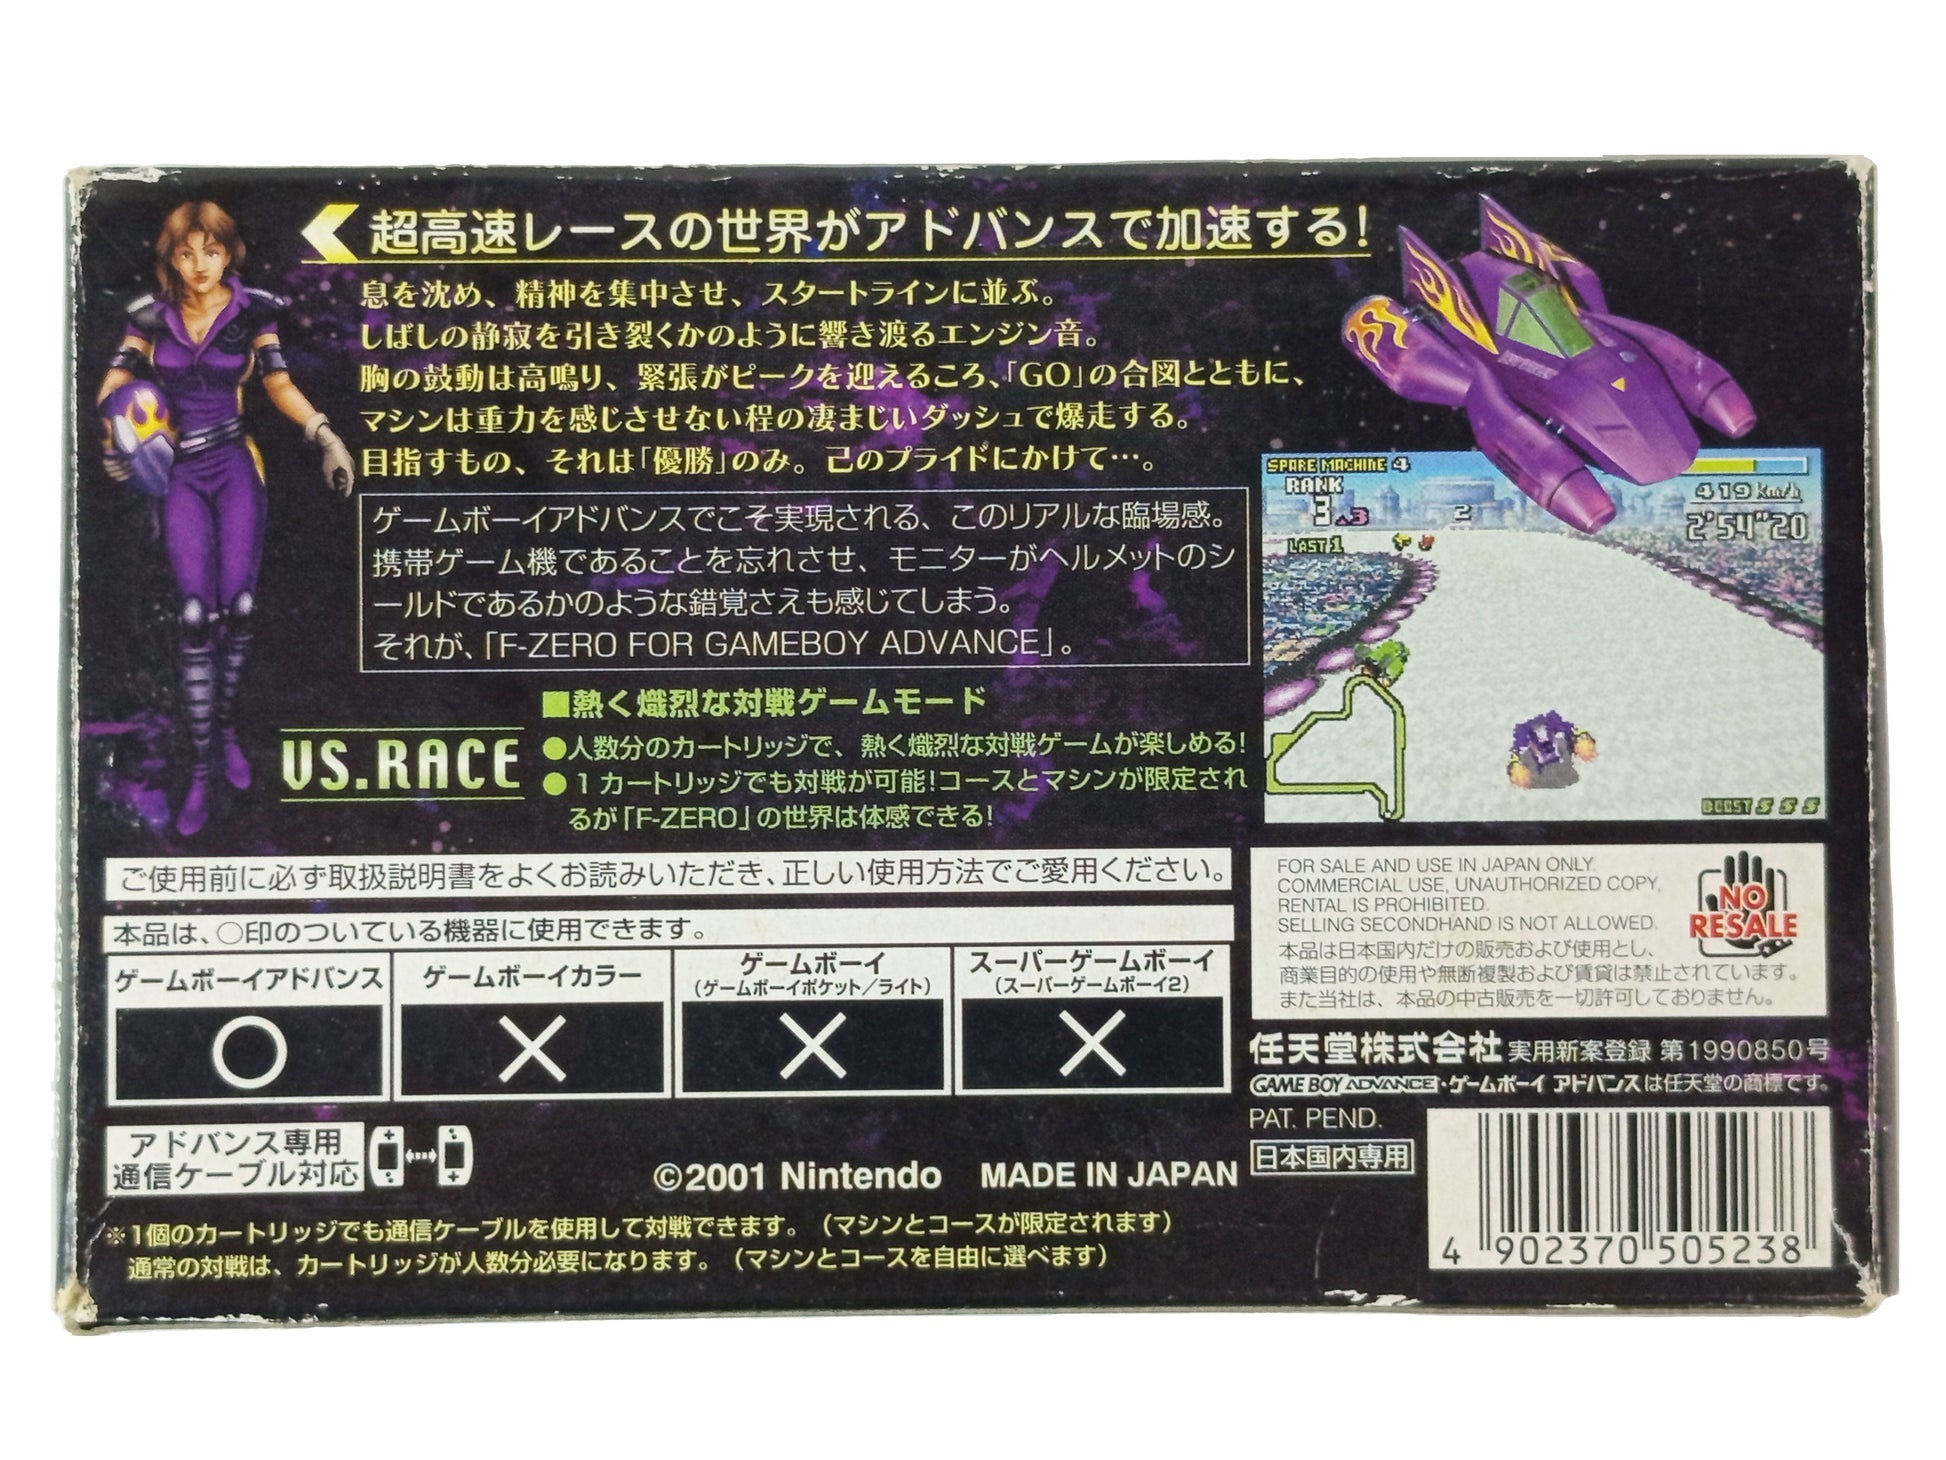 超高速レースの世界がアドバンスで加速する!
息を沈め、精神を集中させ、スタートラインに並ぶ。
しばしの静寂を引き裂くかのように響き渡るエンジン音。
胸の鼓動は高鳴り、緊張がピークを迎えるころ、「GO」の合図とともに、
マシンは重力を感じさせない程の凄まじいダッシュで爆走する。
目指すもの、それは「優勝」のみ。己のプライドにかけて…。
ゲームボーイアドバンスでこそ実現される、このリアルな臨場感。
携帯ゲーム機であることを忘れさせ、モニターがヘルメットのシ
ールドであるかのような錯覚さえも感じてしまう。
それが、「F-ZERO FOR GAMEBOY ADVANCE」。
SPARE MACHINE 4
RANK
3 3
2
LAST 1
419 Km/h
2'54"20
BOOST S S S
VS.RACE
■熱く熾烈な対戦ゲームモード
●人数分のカートリッジで、熱く熾烈な対戦ゲームが楽しめる!
●1カートリッジでも対戦が可能!コースとマシンが限定され
るが「F-ZERO」の世界は体感できる!
ご使用前に必ず取扱説明書をよくお読みいただき、正しい使用方法でご愛用ください。
本品は、○印のついている機器に使用できます。
ゲームボーイアドバンス
ゲームボーイカラー
ゲームボーイ
(ゲームボーイポケット/ライト)
スーパーゲームボーイ
(スーパーゲームボーイ2)
○ × × ×
FOR SALE AND USE IN JAPAN ONLY.
COMMERCIAL USE, UNAUTHORIZED COPY,
RENTAL IS PROHIBITED.
SELLING SECONDHAND IS NOT ALLOWED.
本品は日本国内だけの販売および使用とし、
商業目的の使用や無断複製および賃貸は禁止されています。
また当社は、本品の中古販売を一切許可しておりません。
NO
RESALE
任天堂株式会社 実用新案登録 第1990850号
GAME BOY ADVANCE・ゲームボーイ アドバンスは任天堂の商標です。
PAT. PEND.
日本国内専用
アドバンス専用
通信ケーブル対応
©2001 Nintendo MADE IN JAPAN
※1個のカートリッジでも通信ケーブルを使用して対戦できます。(マシンとコースが限定されます)
通常の対戦は、カートリッジが人数分必要になります。(マシンとコースを自由に選べます)
4 902370 505238